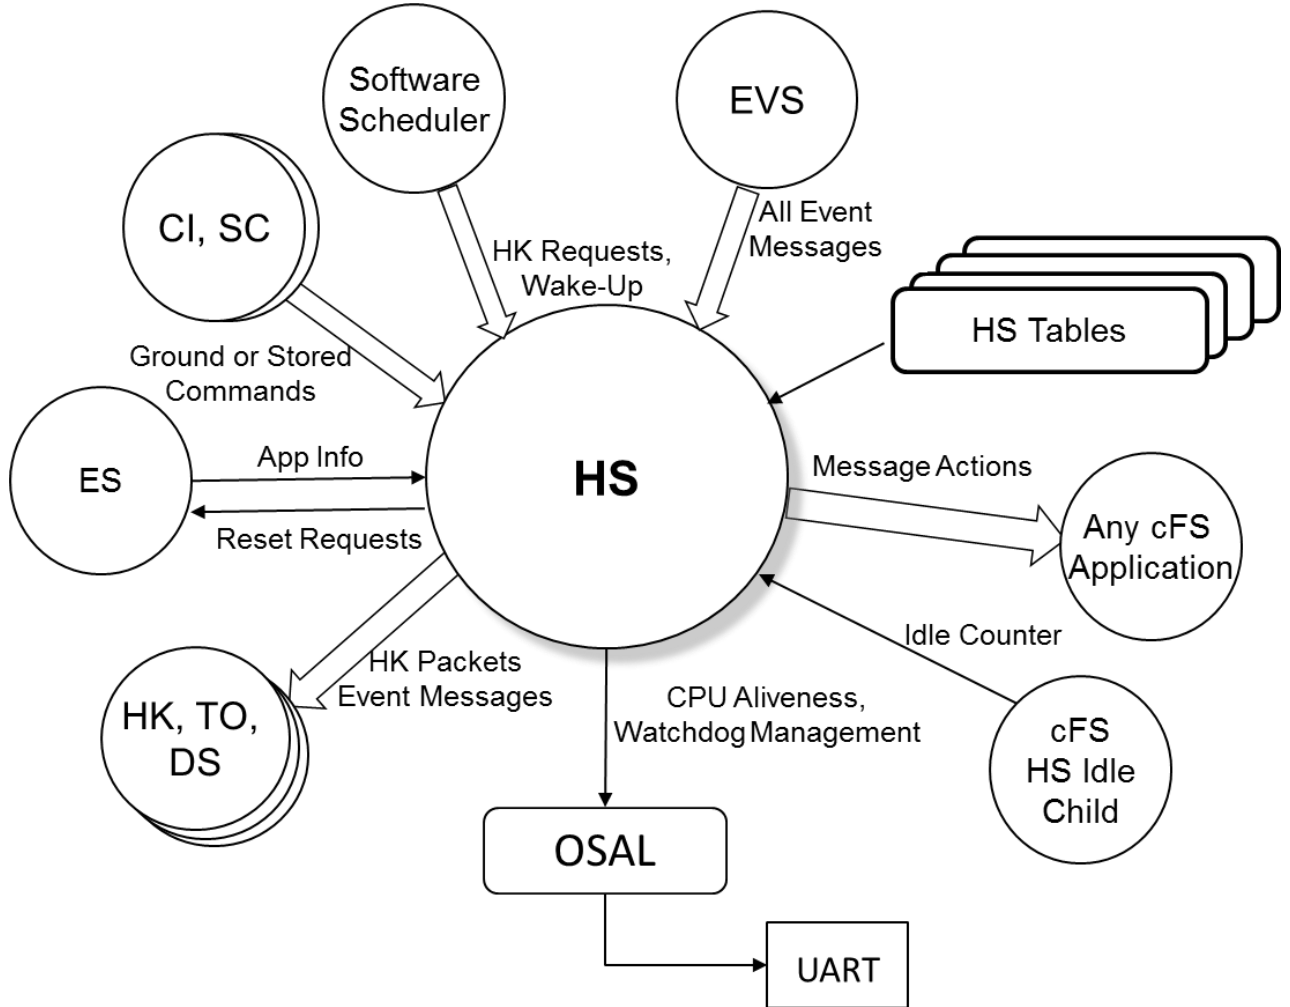 Software
Scheduler
EVS
CI, SC
All Event
Messages
HK Requests,
Wake-Up
HS Tables
Ground or Stored
Commands
ES
App Info
Reset Requests
HS
Message Actions
Any cFS
Application
Idle Counter
HK Packets
Event Messages
HK, TO,
DS
CPU Aliveness,
Watchdog Management
cFS
HS Idle
Child
OSAL
UART